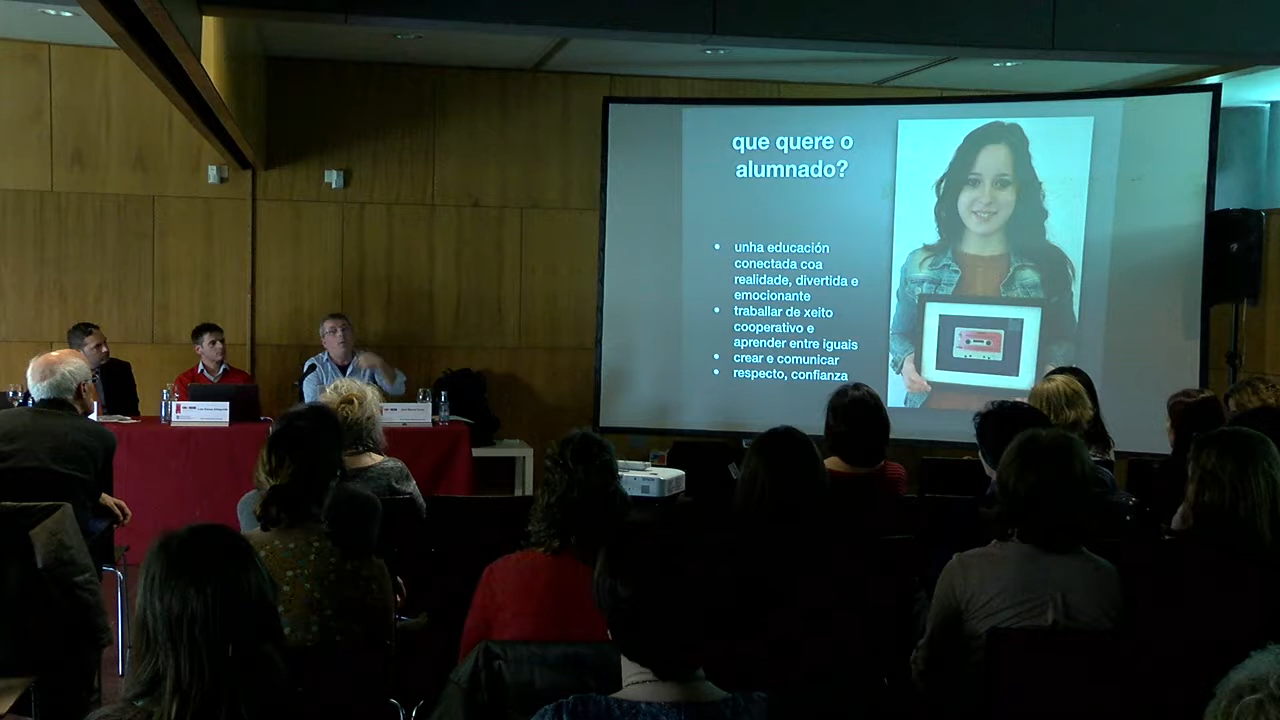 que quere o
alumnado?
• unha educación
conectada coa
realidade, divertida e
emocionante
• traballar de xeito
cooperativo e
aprender entre iguais
• crear e comunicar
• respecto, confianza